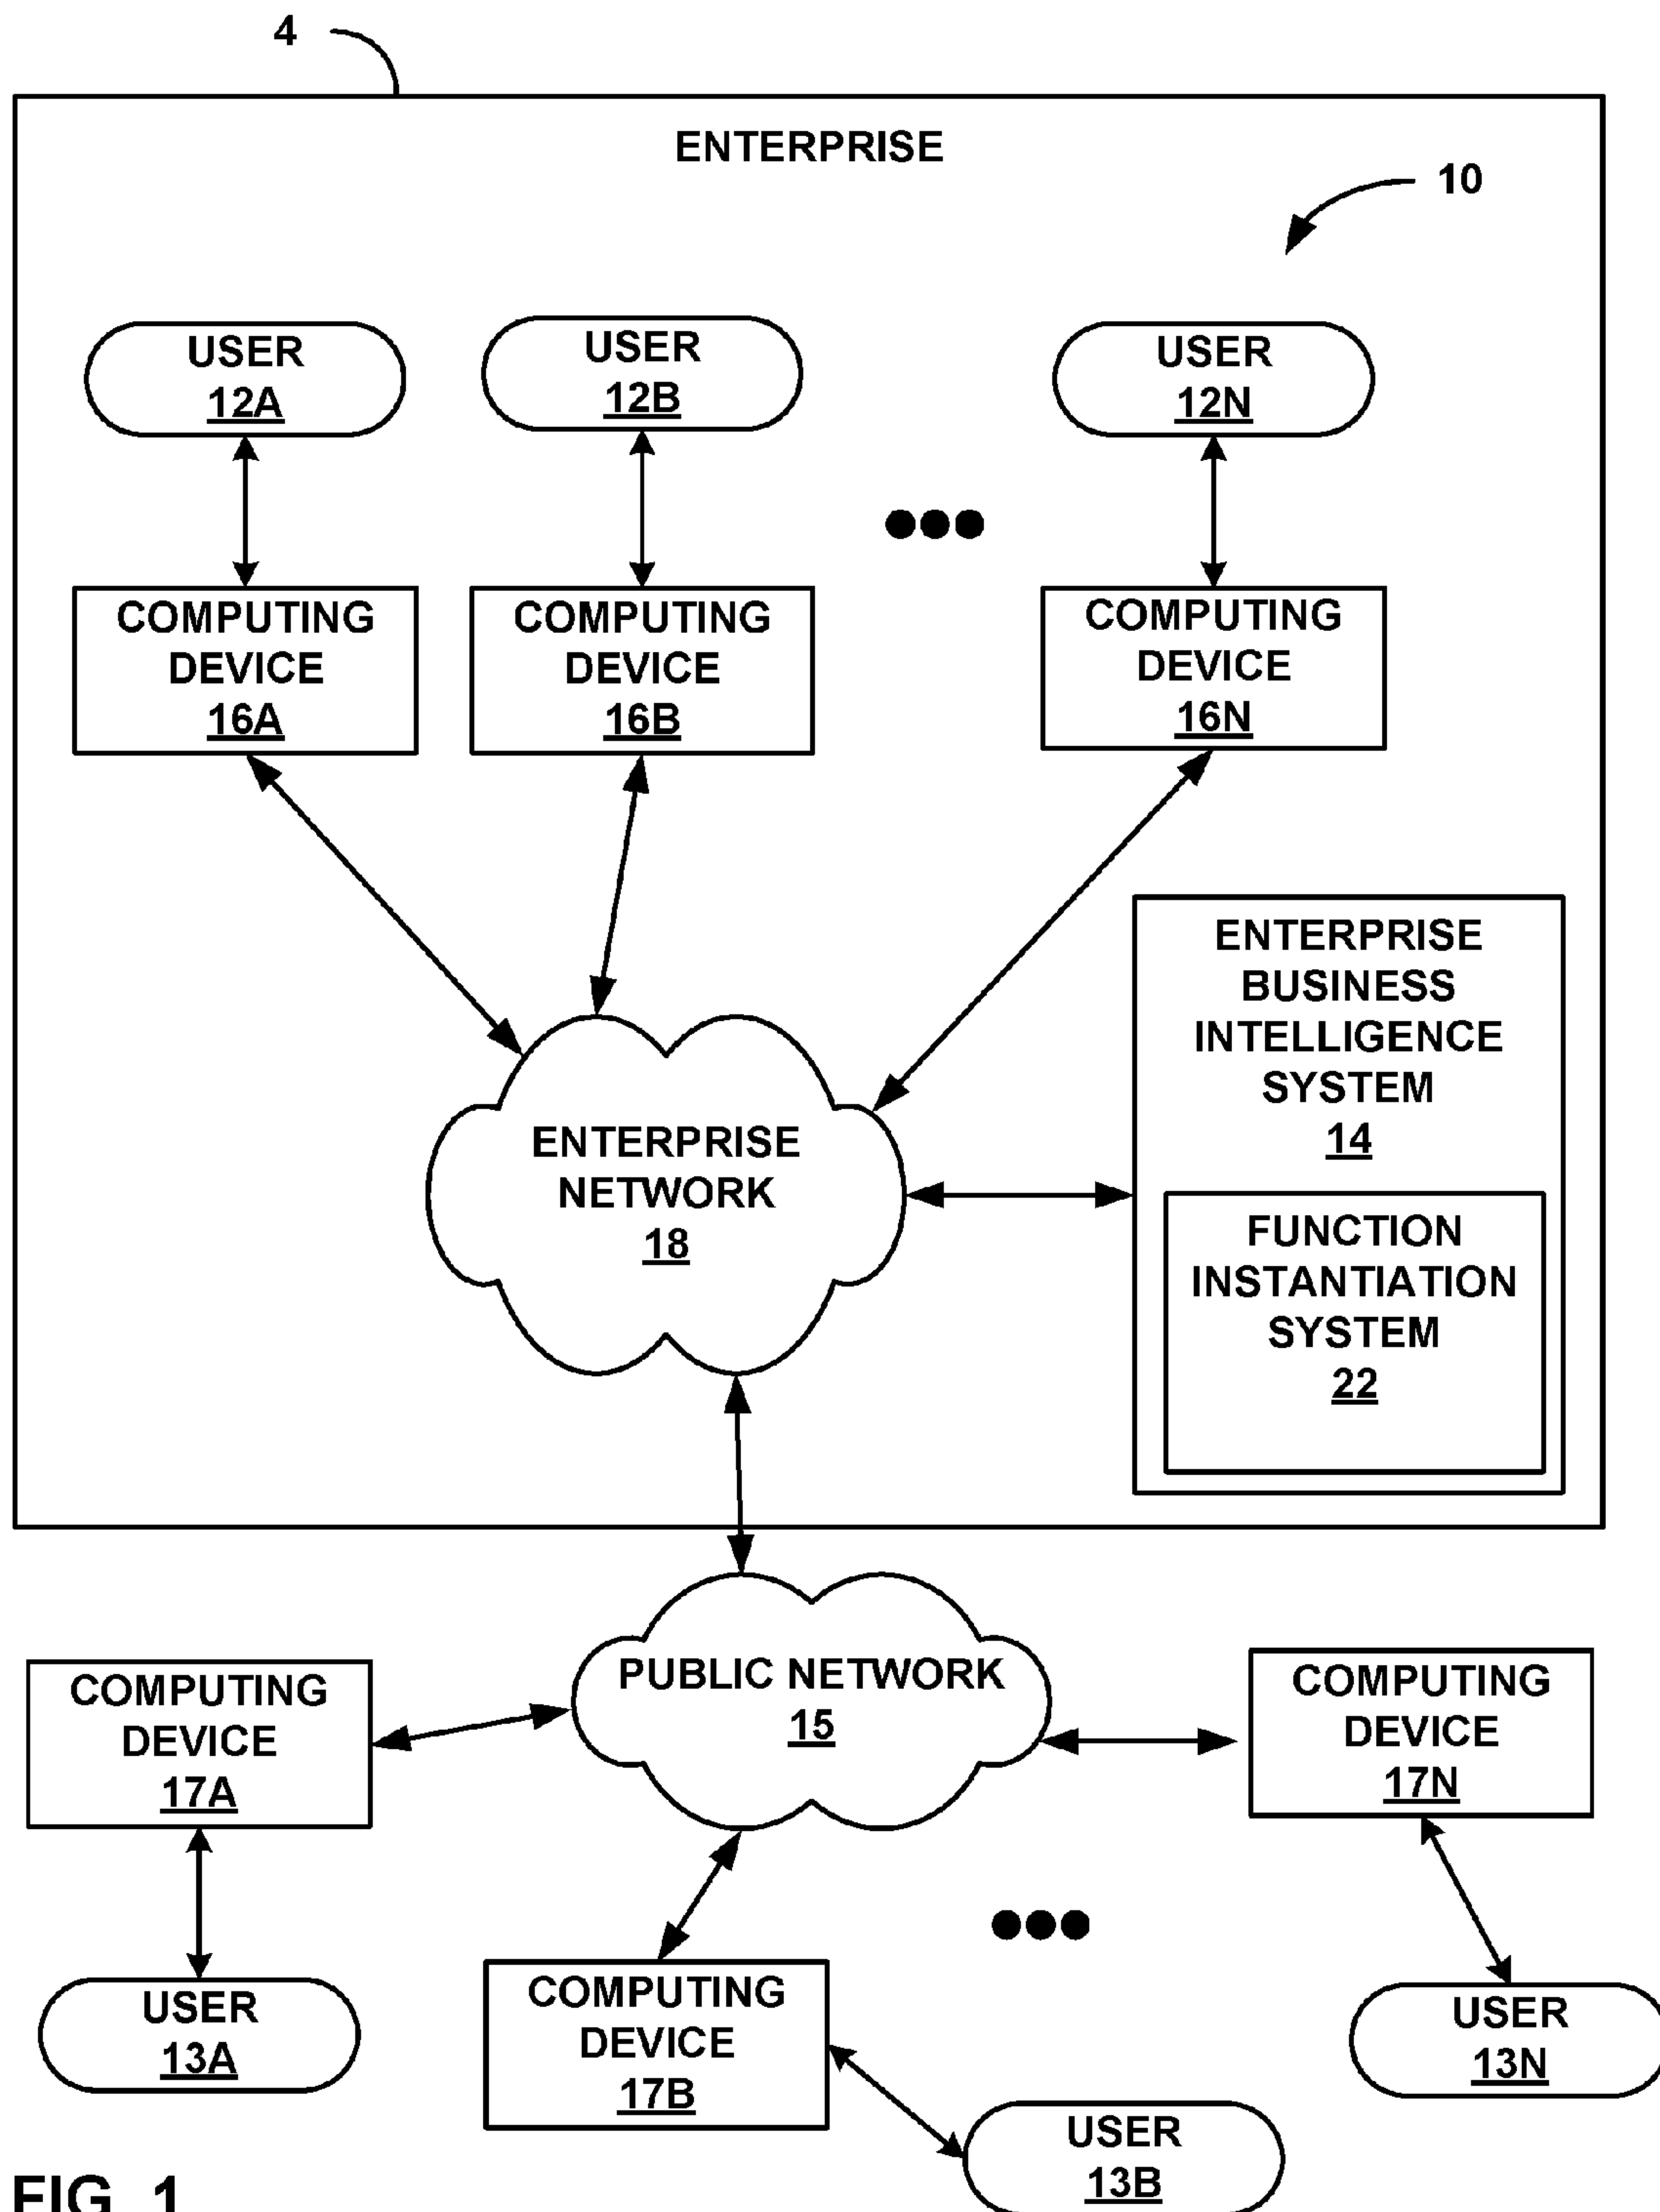 4
ENTERPRISE
10
USER
12A
USER
12B
USER
12N
COMPUTING
DEVICE
16A
COMPUTING
DEVICE
16B
COMPUTING
DEVICE
16N
ENTERPRISE
BUSINESS
INTELLIGENCE
SYSTEM
14
ENTERPRISE
NETWORK
18
FUNCTION
INSTANTIATION
SYSTEM
22
PUBLIC NETWORK
15
COMPUTING
DEVICE
17A
COMPUTING
DEVICE
17N
USER
13A
COMPUTING
DEVICE
17B
USER
13N
USER
13B
FIG. 1